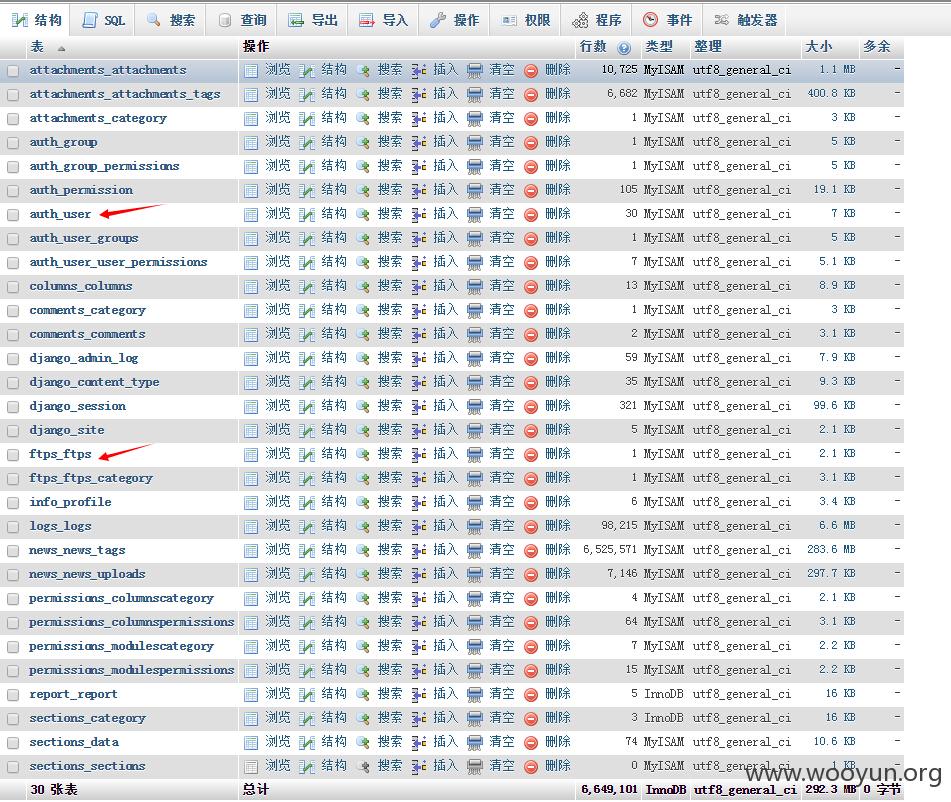 结构 SQL 搜索 查询 导出 导入 操作 权限 程序 事件 触发器
表 操作 行数 类型 整理 大小 多余
attachments_attachments 浏览 结构 搜索 插入 清空 删除 10,725 MyISAM utf8_general_ci 1.1 MB -
attachments_attachments_tags 浏览 结构 搜索 插入 清空 删除 6,682 MyISAM utf8_general_ci 400.8 KB -
attachments_category 浏览 结构 搜索 插入 清空 删除 1 MyISAM utf8_general_ci 3 KB -
auth_group 浏览 结构 搜索 插入 清空 删除 1 MyISAM utf8_general_ci 5 KB -
auth_group_permissions 浏览 结构 搜索 插入 清空 删除 1 MyISAM utf8_general_ci 5 KB -
auth_permission 浏览 结构 搜索 插入 清空 删除 105 MyISAM utf8_general_ci 19.1 KB -
auth_user 浏览 结构 搜索 插入 清空 删除 30 MyISAM utf8_general_ci 7 KB -
auth_user_groups 浏览 结构 搜索 插入 清空 删除 1 MyISAM utf8_general_ci 5 KB -
auth_user_user_permissions 浏览 结构 搜索 插入 清空 删除 7 MyISAM utf8_general_ci 5.1 KB -
columns_columns 浏览 结构 搜索 插入 清空 删除 13 MyISAM utf8_general_ci 8.9 KB -
comments_category 浏览 结构 搜索 插入 清空 删除 1 MyISAM utf8_general_ci 3 KB -
comments_comments 浏览 结构 搜索 插入 清空 删除 2 MyISAM utf8_general_ci 3.1 KB -
django_admin_log 浏览 结构 搜索 插入 清空 删除 59 MyISAM utf8_general_ci 7.9 KB -
django_content_type 浏览 结构 搜索 插入 清空 删除 35 MyISAM utf8_general_ci 9.3 KB -
django_session 浏览 结构 搜索 插入 清空 删除 321 MyISAM utf8_general_ci 99.6 KB -
django_site 浏览 结构 搜索 插入 清空 删除 5 MyISAM utf8_general_ci 2.1 KB -
ftps_ftps 浏览 结构 搜索 插入 清空 删除 1 MyISAM utf8_general_ci 2.1 KB -
ftps_ftps_category 浏览 结构 搜索 插入 清空 删除 1 MyISAM utf8_general_ci 3.1 KB -
info_profile 浏览 结构 搜索 插入 清空 删除 6 MyISAM utf8_general_ci 3.4 KB -
logs_logs 浏览 结构 搜索 插入 清空 删除 98,215 MyISAM utf8_general_ci 6.6 MB -
news_news_tags 浏览 结构 搜索 插入 清空 删除 6,525,571 MyISAM utf8_general_ci 283.6 MB -
news_news_uploads 浏览 结构 搜索 插入 清空 删除 7,146 MyISAM utf8_general_ci 297.7 KB -
permissions_columnscategory 浏览 结构 搜索 插入 清空 删除 4 MyISAM utf8_general_ci 2.1 KB -
permissions_columnspermissions 浏览 结构 搜索 插入 清空 删除 64 MyISAM utf8_general_ci 3.1 KB -
permissions_modulescategory 浏览 结构 搜索 插入 清空 删除 7 MyISAM utf8_general_ci 2.2 KB -
permissions_modulespermissions 浏览 结构 搜索 插入 清空 删除 15 MyISAM utf8_general_ci 2.2 KB -
report_report 浏览 结构 搜索 插入 清空 删除 5 InnoDB utf8_general_ci 16 KB -
sections_category 浏览 结构 搜索 插入 清空 删除 3 InnoDB utf8_general_ci 16 KB -
sections_data 浏览 结构 搜索 插入 清空 删除 74 MyISAM utf8_general_ci 10.6 KB -
sections_sections 浏览 结构 搜索 插入 清空 删除 0 MyISAM utf8_general_ci 1 KB -
www.wooyun.org
30 张表 总计 6,649,101 InnoDB utf8_general_ci 292.3 MB 0 字节